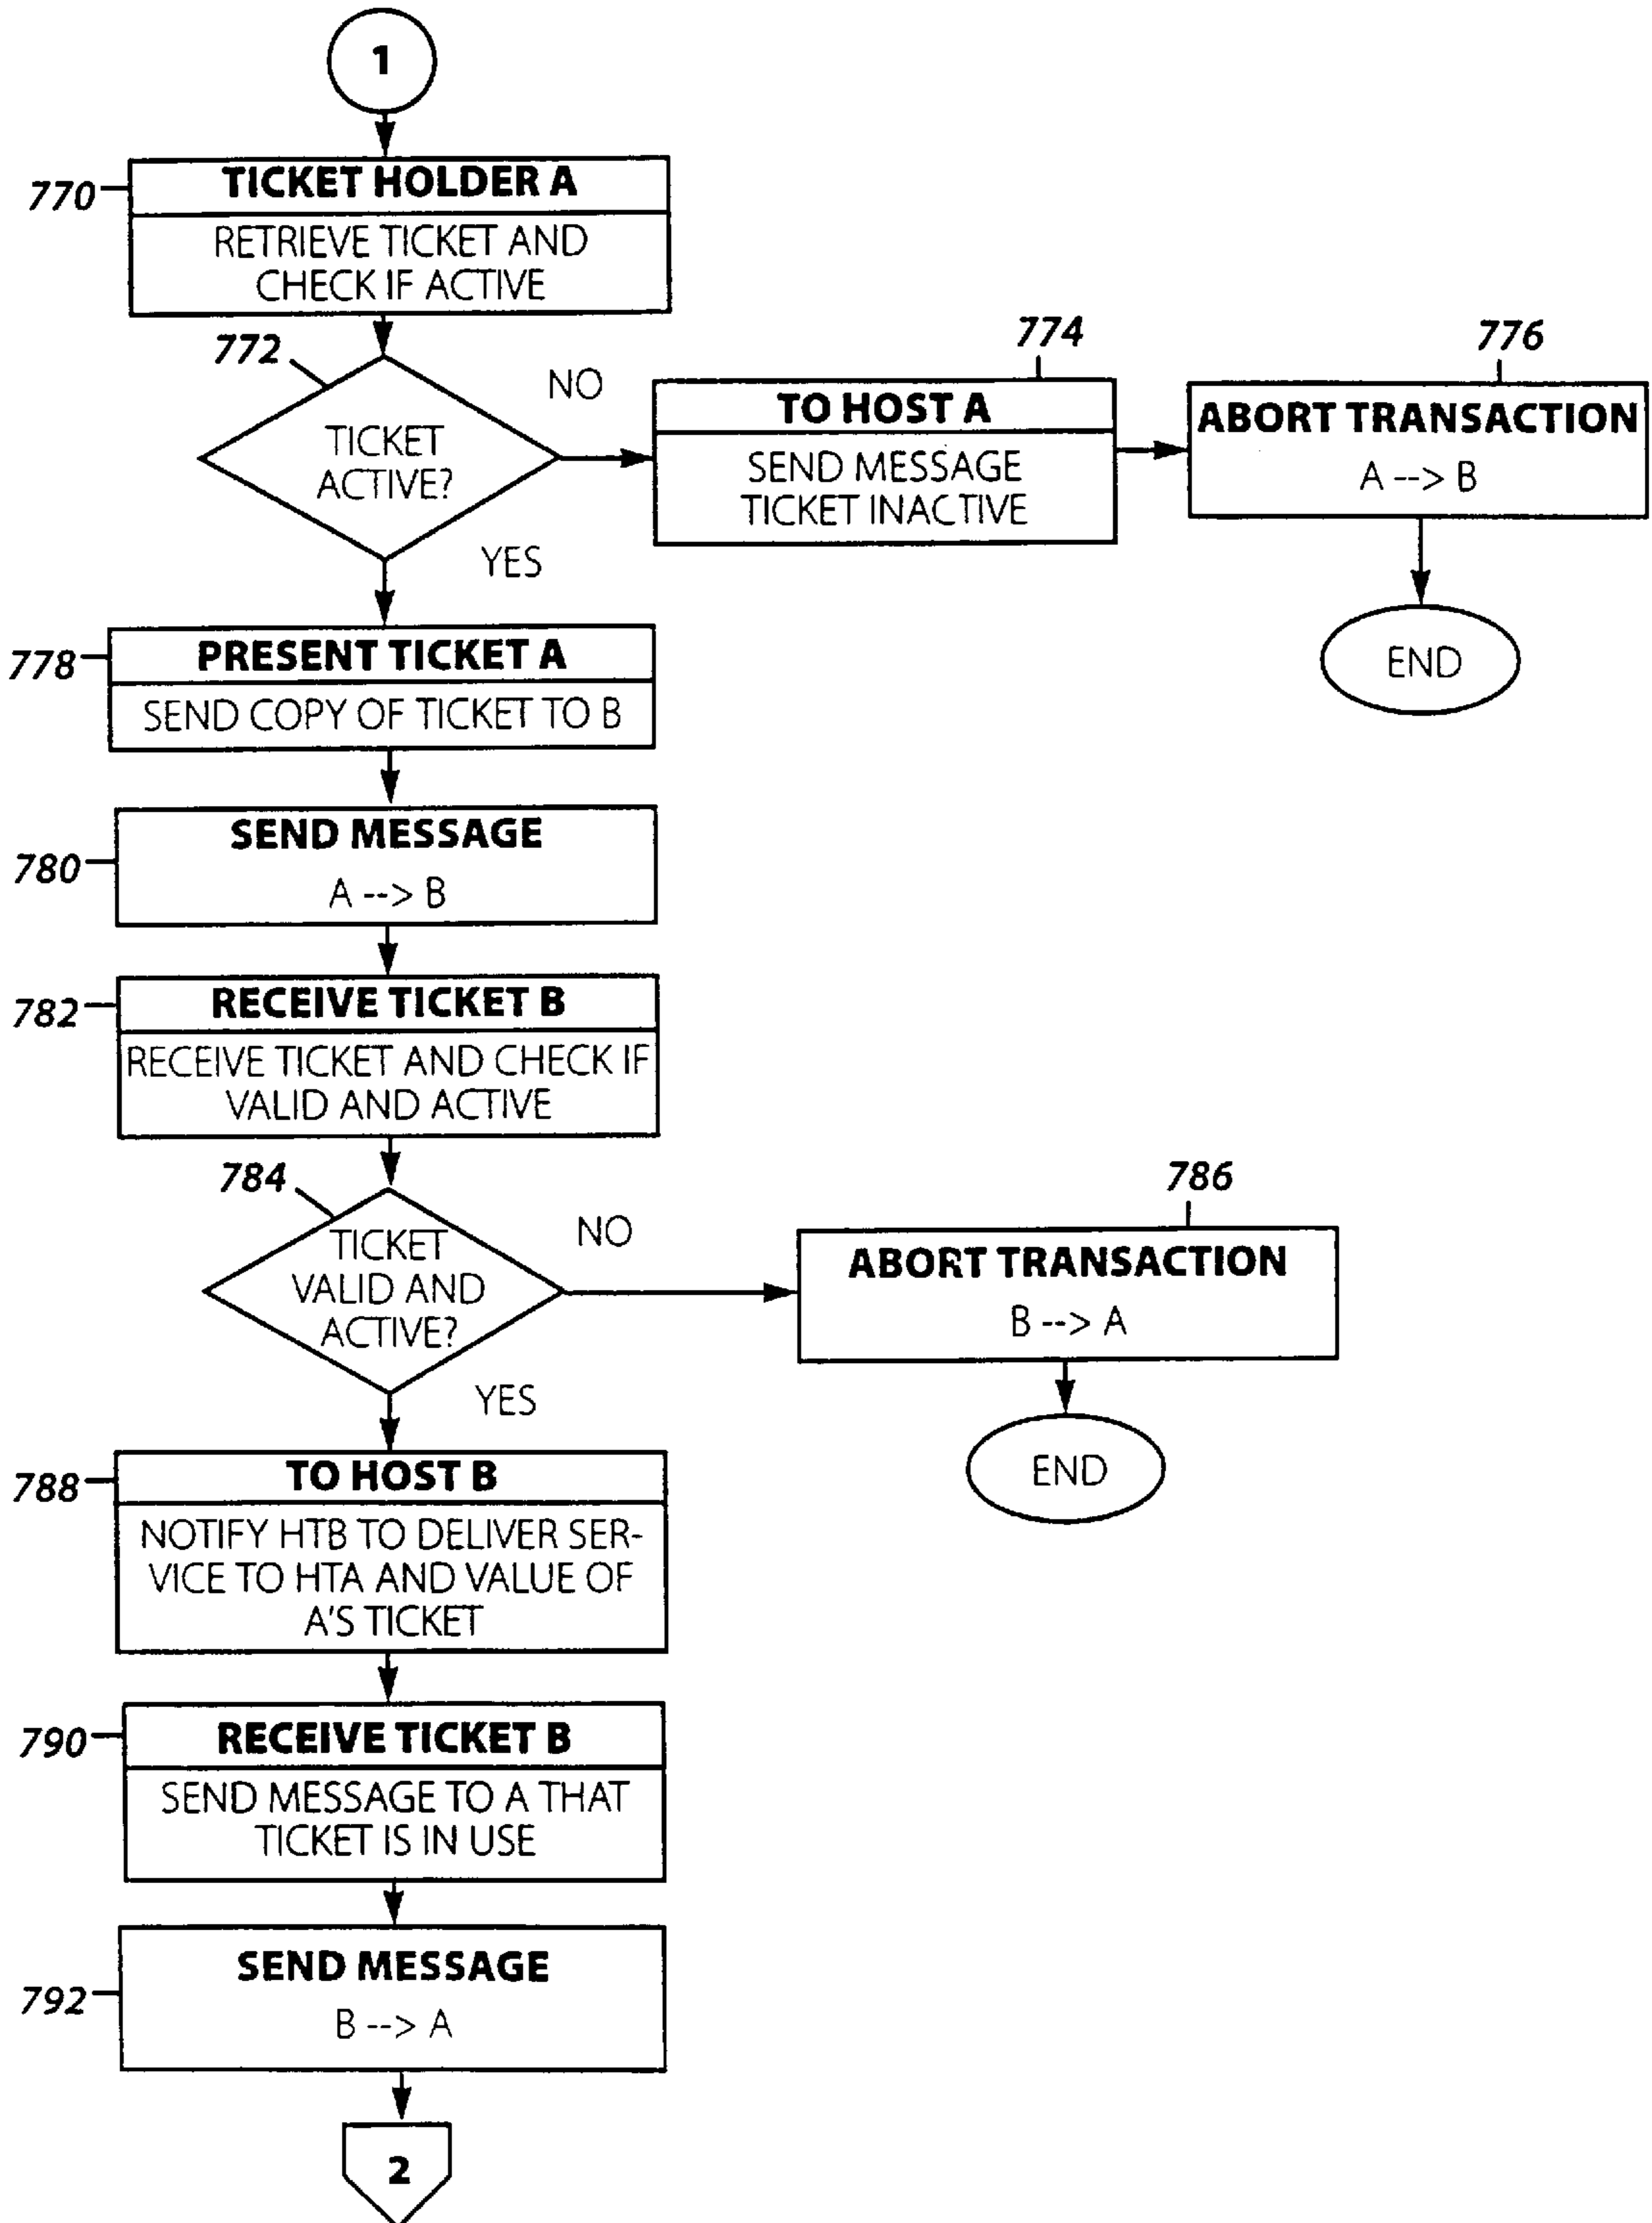 1
770
TICKET HOLDER A
RETRIEVE TICKET AND
CHECK IF ACTIVE
772
TICKET
ACTIVE?
NO
774
TO HOST A
SEND MESSAGE
TICKET INACTIVE
776
ABORT TRANSACTION
A --> B
END
YES
778
PRESENT TICKET A
SEND COPY OF TICKET TO B
780
SEND MESSAGE
A --> B
782
RECEIVE TICKET B
RECEIVE TICKET AND CHECK IF
VALID AND ACTIVE
784
TICKET
VALID AND
ACTIVE?
NO
786
ABORT TRANSACTION
B --> A
END
YES
788
TO HOST B
NOTIFY HTB TO DELIVER SER-
VICE TO HTA AND VALUE OF
A'S TICKET
790
RECEIVE TICKET B
SEND MESSAGE TO A THAT
TICKET IS IN USE
792
SEND MESSAGE
B --> A
2